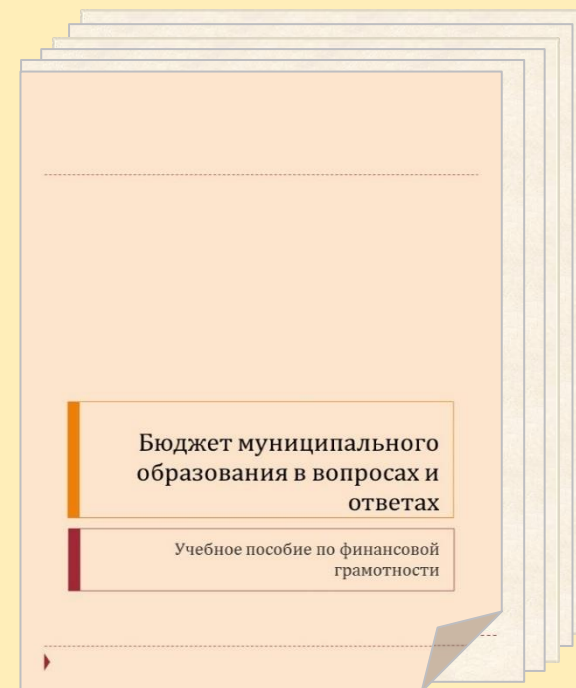 Бюджет муниципального
образования в вопросах и
ответах
Учебное пособие по финансовой
грамотности